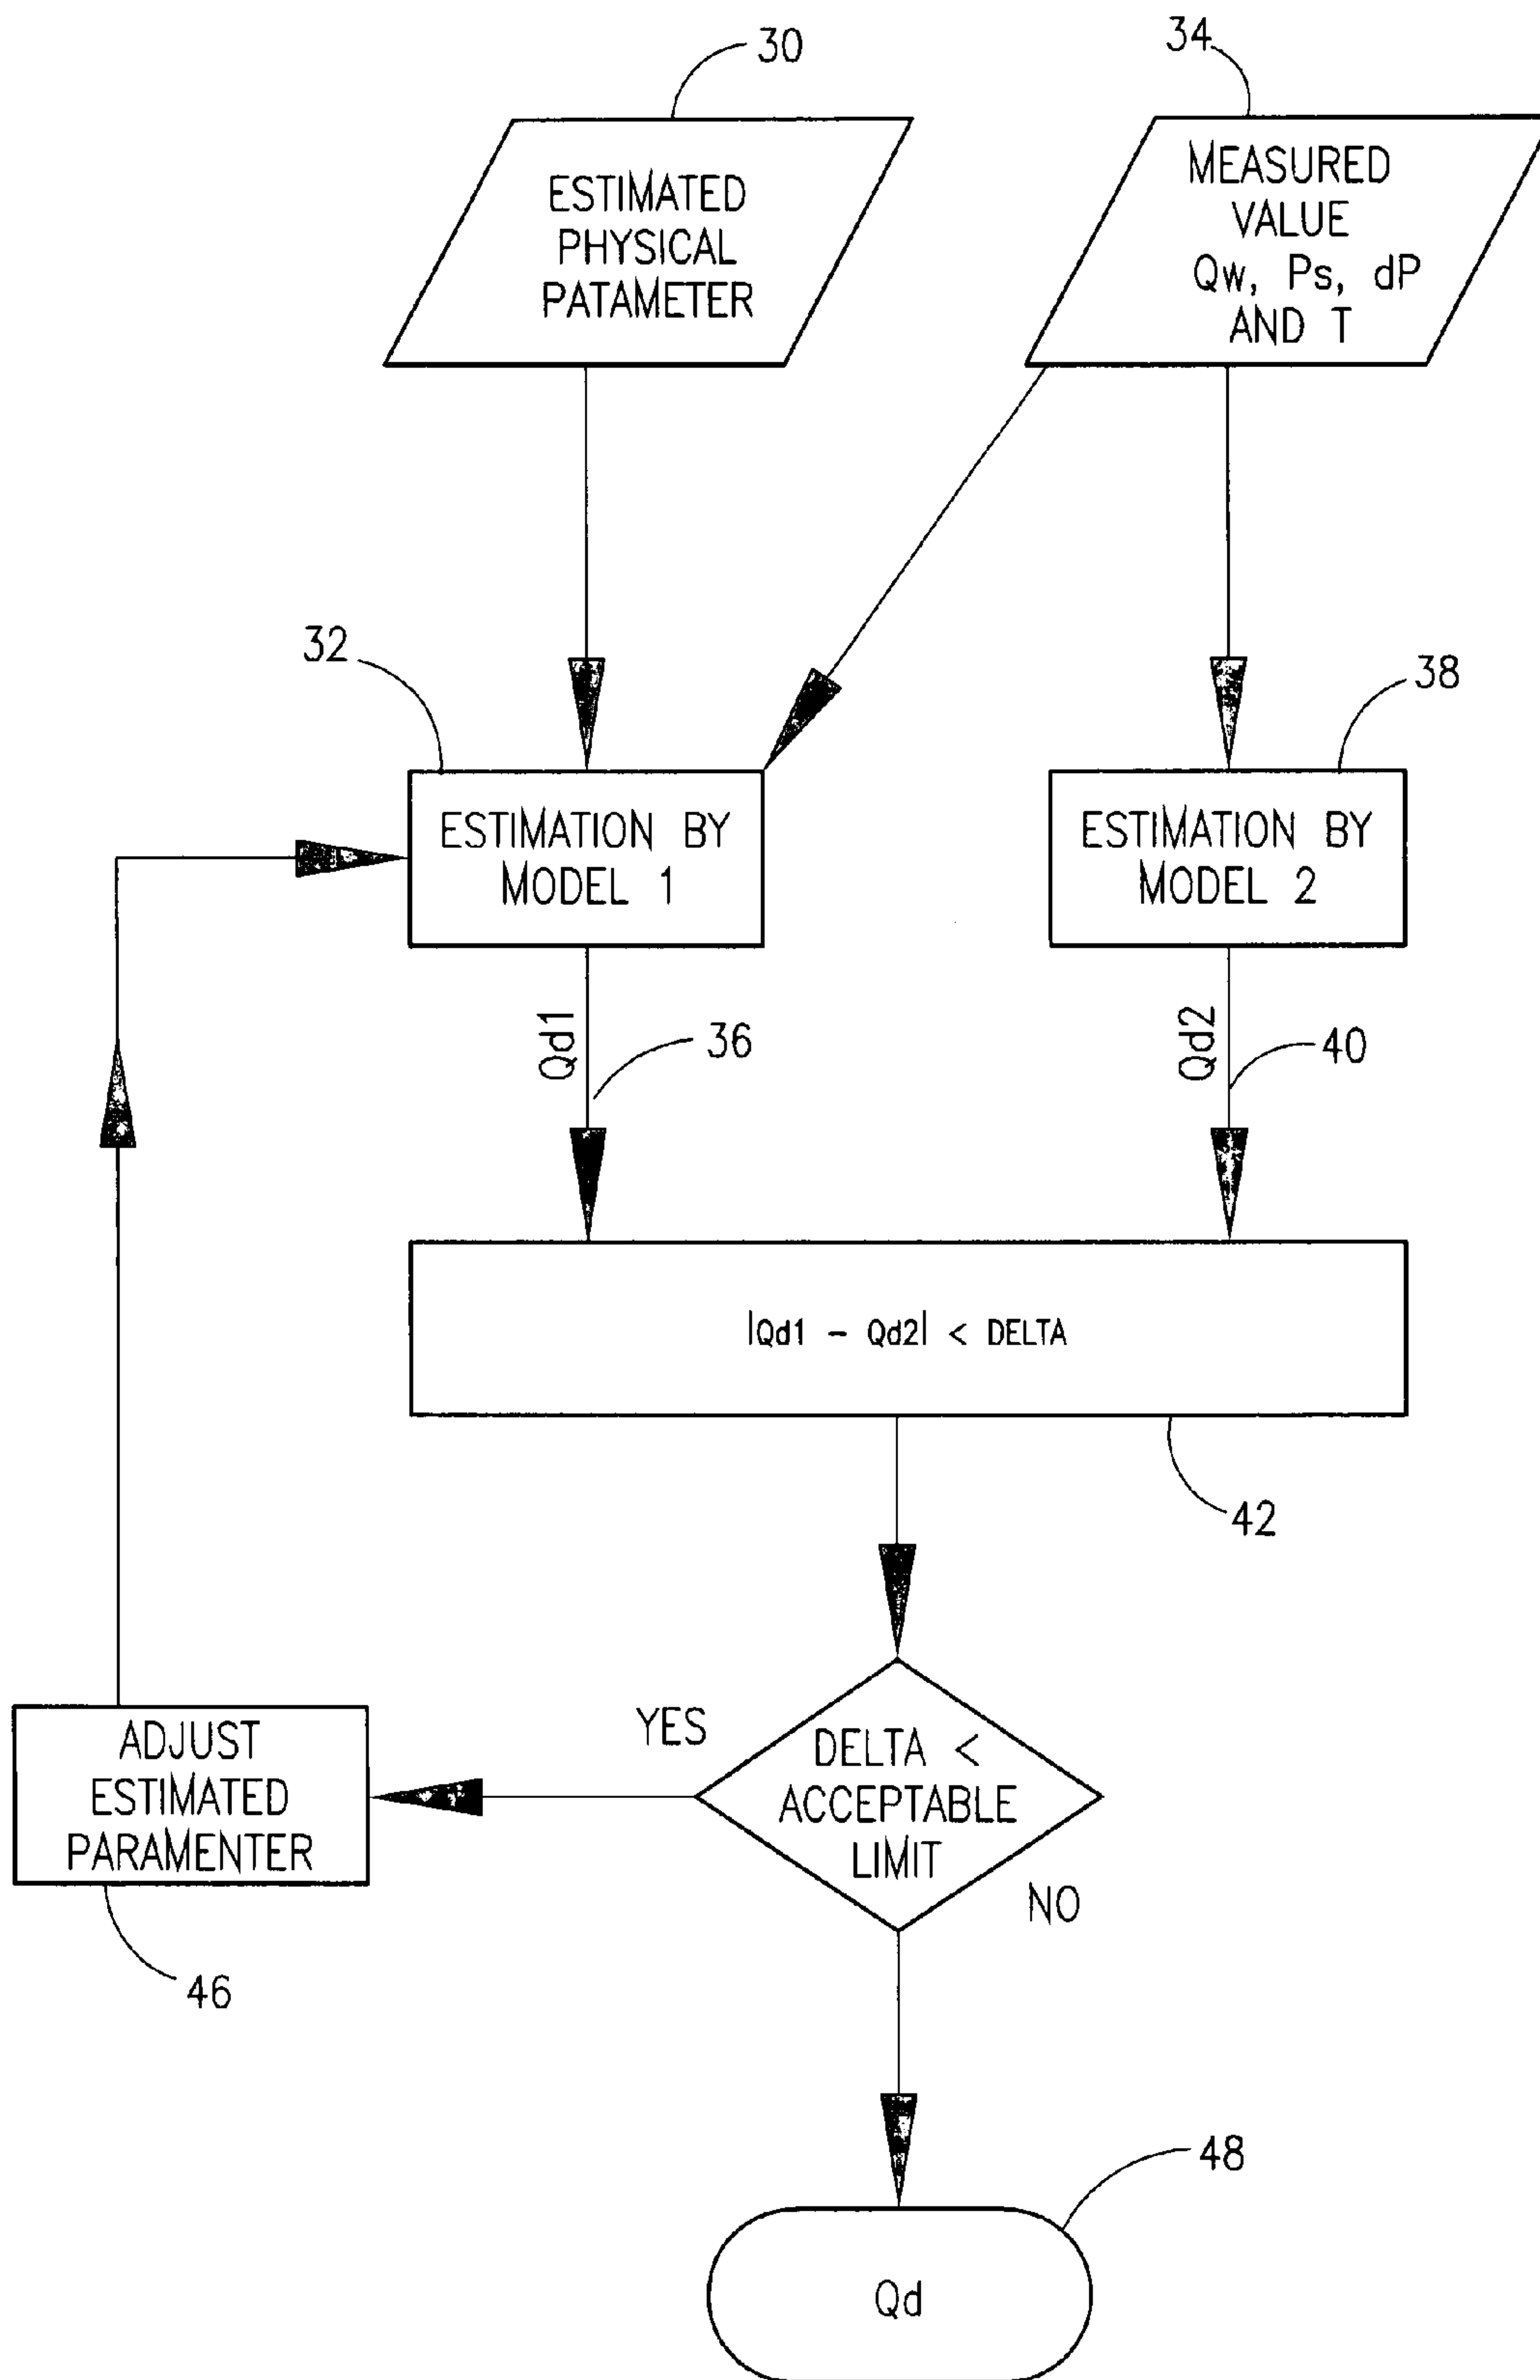 30
34
ESTIMATED
PHYSICAL
PATAMETER
MEASURED
VALUE
Qw, Ps, dP
AND T
32
38
ESTIMATION BY
MODEL 1
ESTIMATION BY
MODEL 2
Qd1
36
Qd2
40
|Qd1 - Qd2| < DELTA
42
YES
DELTA <
ACCEPTABLE
LIMIT
NO
ADJUST
ESTIMATED
PARAMENTER
46
48
Qd